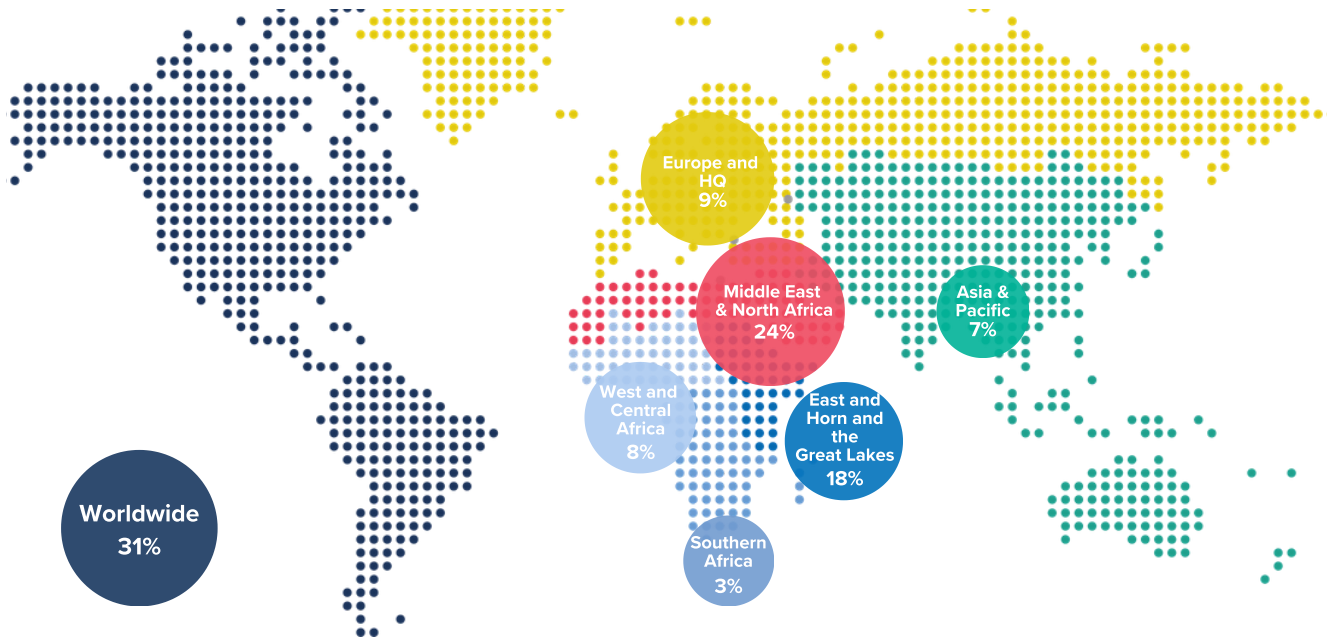 Europe and
HQ
9%
Middle East
& North Africa
24%
Asia &
Pacific
7%
West and
Central
Africa
8%
East and
Horn and
the
Great Lakes
18%
Worldwide
31%
Southern
Africa
3%